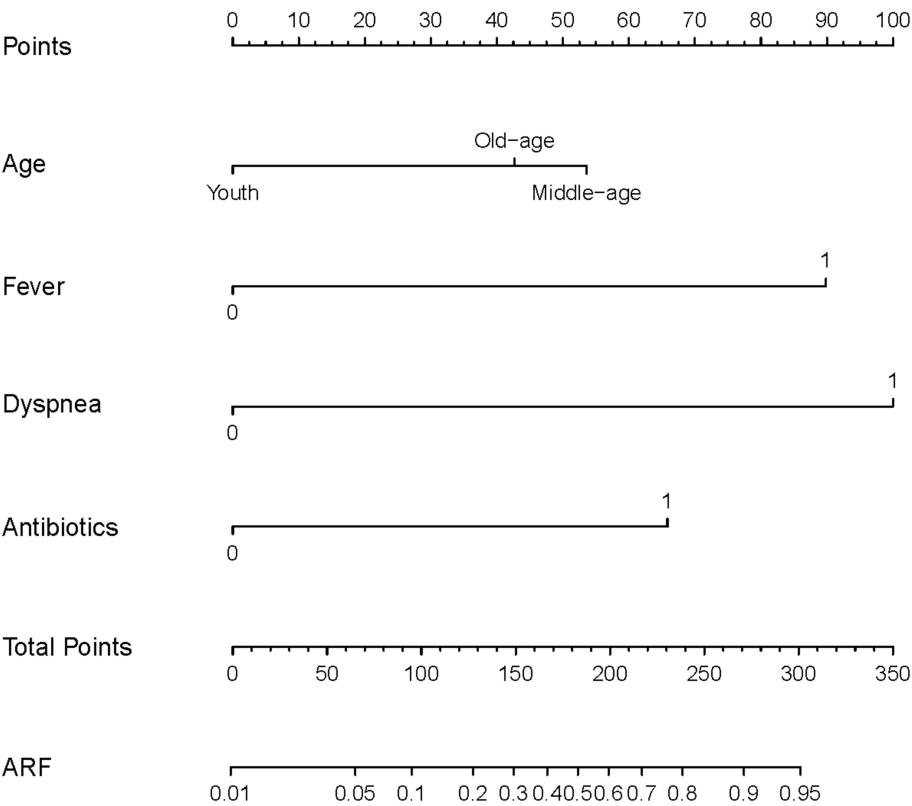 0 10 20 30 40 50 60 70 80 90 100
Points
Old-age
Age
Youth Middle-age
1
Fever
0
1
Dyspnea
0
1
Antibiotics
0
Total Points
0 50 100 150 200 250 300 350
ARF
0.01 0.05 0.1 0.2 0.3 0.4 0.5 0.6 0.7 0.8 0.9 0.95